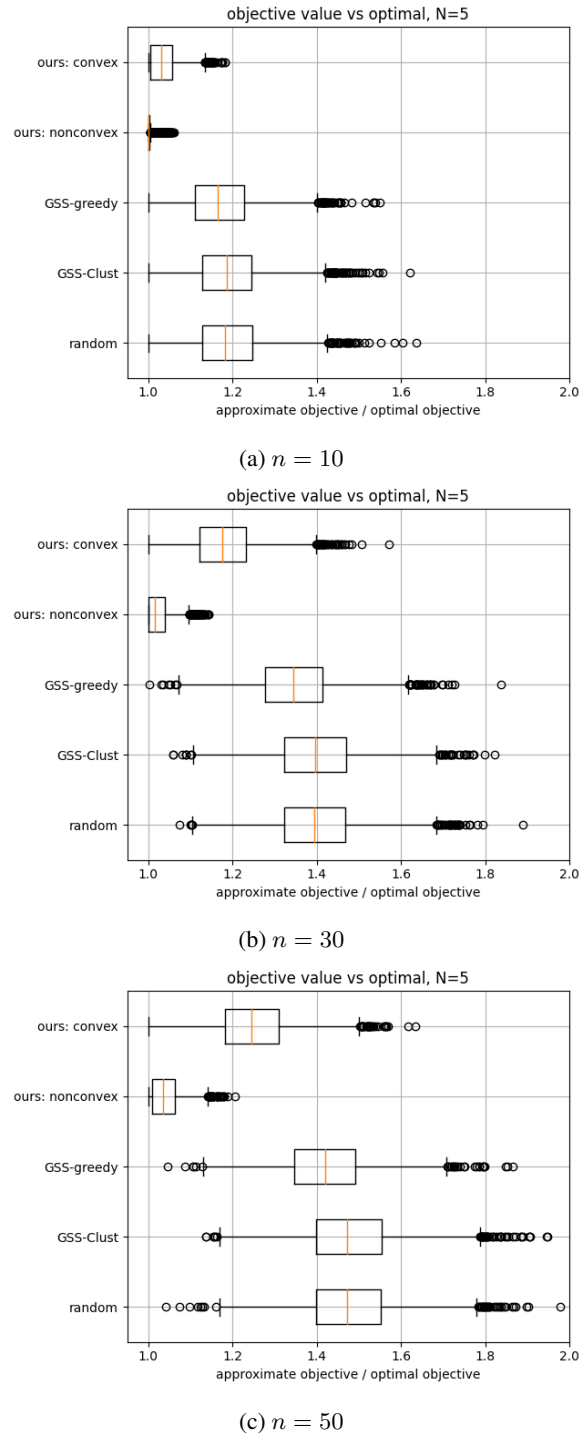 objective value vs optimal, N=5
ours: convex
ours: nonconvex
GSS-greedy
GSS-Clust
random
1.0 1.2 1.4 1.6 1.8 2.0
approximate objective / optimal objective
(a) n = 10
objective value vs optimal, N=5
ours: convex
ours: nonconvex
GSS-greedy
GSS-Clust
random
1.0 1.2 1.4 1.6 1.8 2.0
approximate objective / optimal objective
(b) n = 30
objective value vs optimal, N=5
ours: convex
ours: nonconvex
GSS-greedy
GSS-Clust
random
1.0 1.2 1.4 1.6 1.8 2.0
approximate objective / optimal objective
(c) n = 50